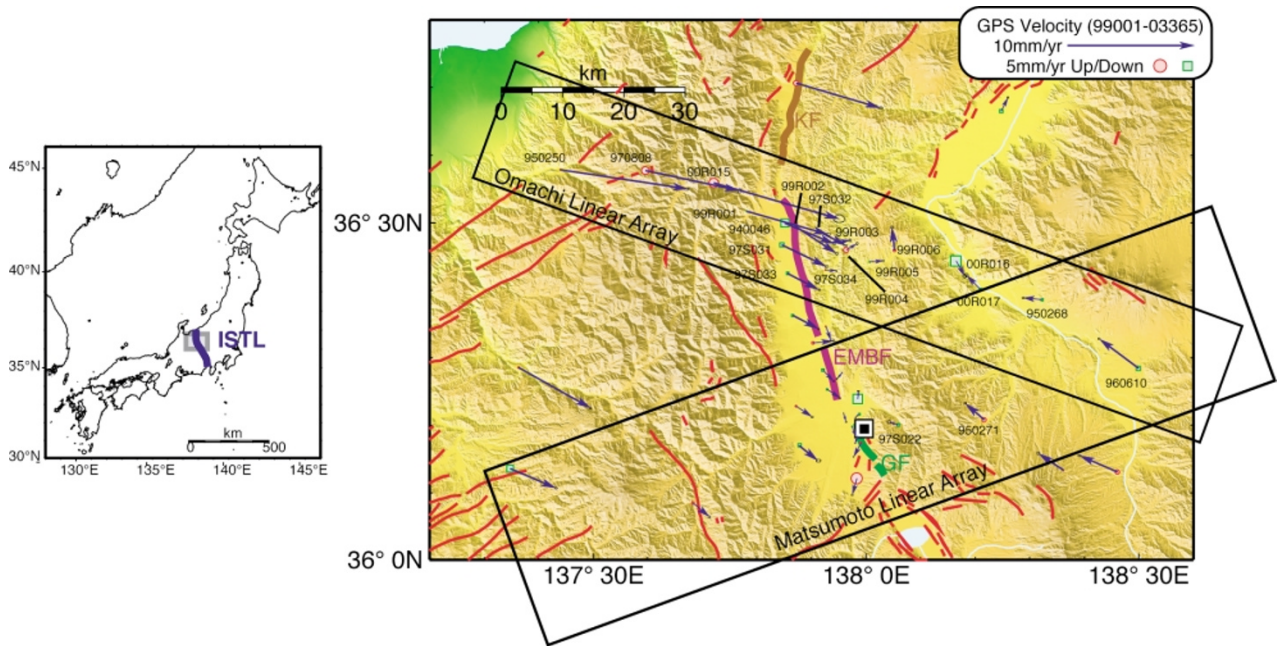 GPS Velocity (99001-03365)
10mm/yr
5mm/yr Up/Down
km
0 10 20 30
KF
950250
970808
00R015
99R002
97S032
Omachi Linear Array
99R001
36° 30N
940046
99R003
99R006
97S031
00R016
97S033
97S034
99R005
99R004
00R017
950268
EMBF
960610
950271
97S022
GF
Matsumoto Linear Array
36° 0N
137° 30E
138° 0E
138° 30E
45°N
40°N
35°N
30°N
ISTL
km
0 500
130°E
135°E
140°E
145°E